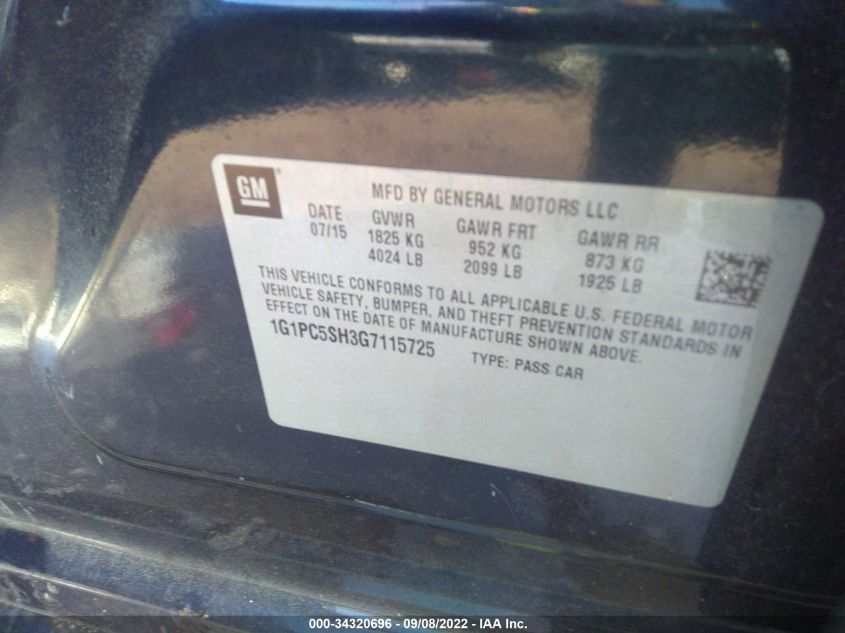 GM
MFD BY GENERAL MOTORS LLC
DATE GVWR GAWR FRT GAWR RR
07/15 1825 KG 952 KG 873 KG
4024 LB 2099 LB 1925 LB
THIS VEHICLE CONFORMS TO ALL APPLICABLE U.S. FEDERAL MOTOR
VEHICLE SAFETY, BUMPER, AND THEFT PREVENTION STANDARDS IN
EFFECT ON THE DATE OF MANUFACTURE SHOWN ABOVE.
1G1PC5SH3G7115725 TYPE: PASS CAR
000-34320696 - 09/08/2022 - IAA Inc.